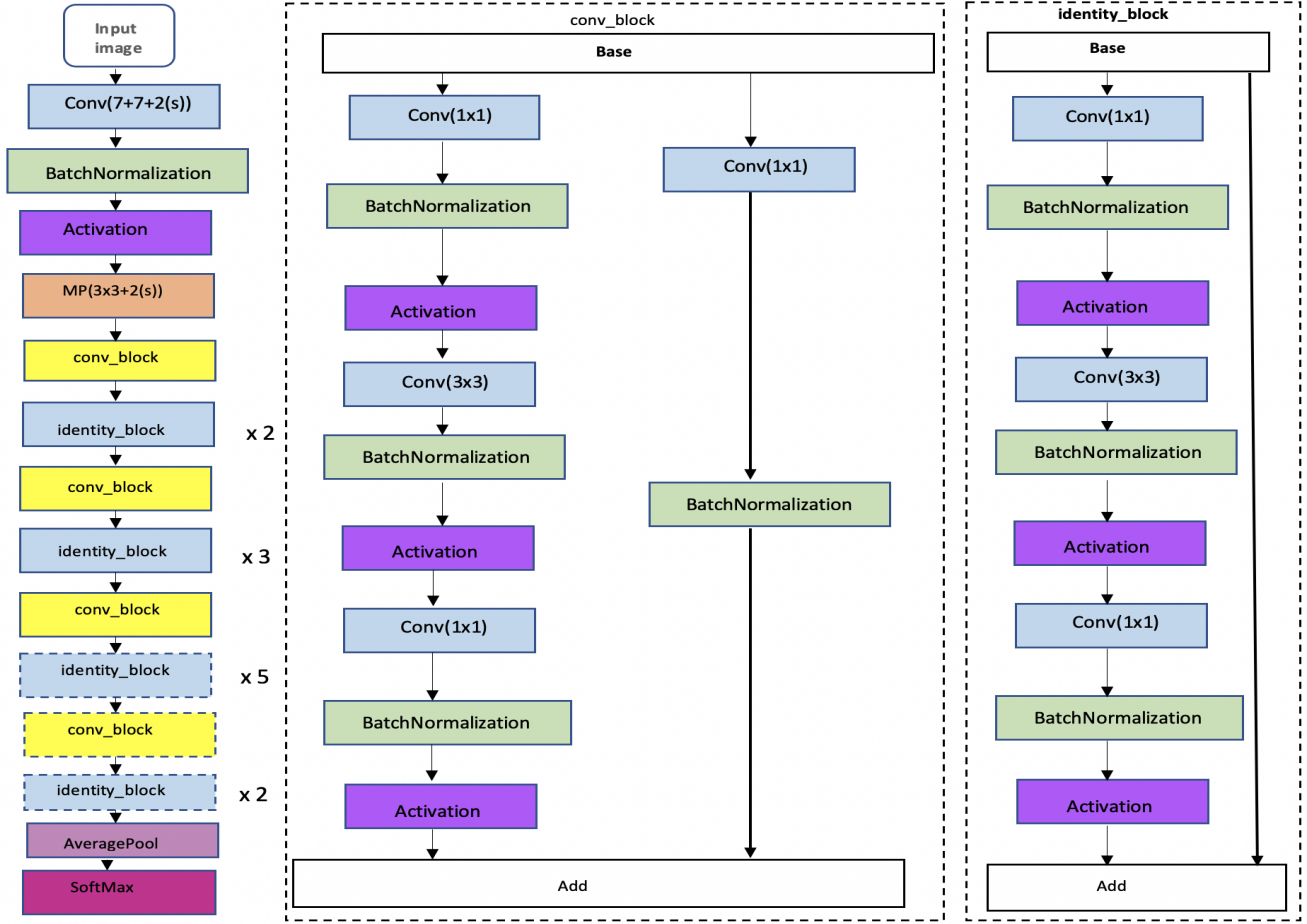 Input
image
Conv(7+7+2(s))
BatchNormalization
Activation
MP(3x3+2(s))
conv_block
identity_block
x 2
conv_block
identity_block
x 3
conv_block
identity_block
x 5
conv_block
identity_block
x 2
AveragePool
SoftMax
conv_block
Base
Conv(1x1)
BatchNormalization
Activation
Conv(3x3)
BatchNormalization
Activation
Conv(1x1)
BatchNormalization
Activation
Conv(1x1)
BatchNormalization
Add
identity_block
Base
Conv(1x1)
BatchNormalization
Activation
Conv(3x3)
BatchNormalization
Activation
Conv(1x1)
BatchNormalization
Activation
Add